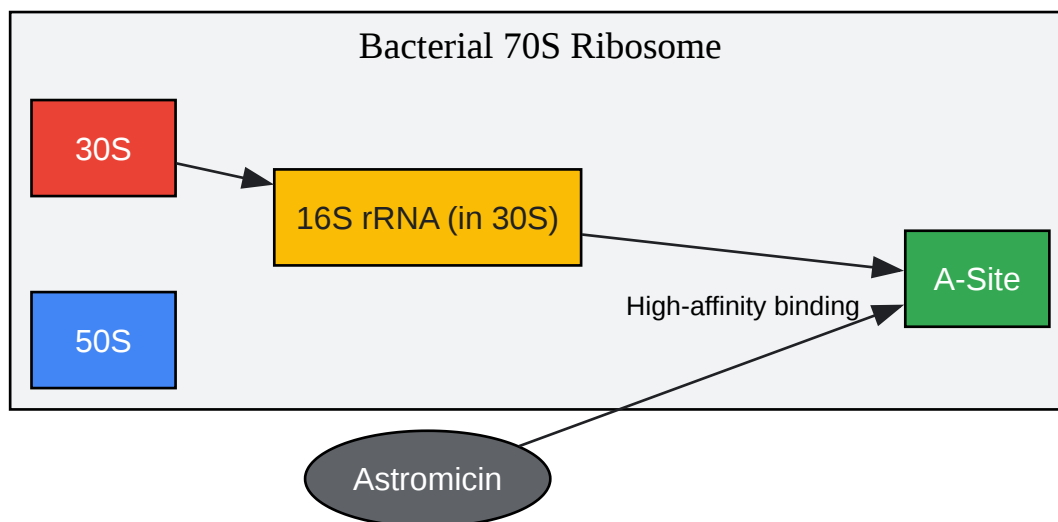 Bacterial 70S Ribosome
30S
16S rRNA (in 30S)
A-Site
High-affinity binding
50S
Astromicin